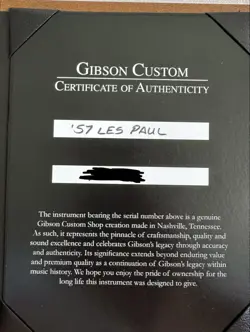 GIBSON CUSTOM
CERTIFICATE OF AUTHENTICITY
'57 LES PAUL
The instrument bearing the serial number above is a genuine
Gibson Custom Shop creation made in Nashville, Tennessee.
As such, it represents the pinnacle of craftsmanship, quality and
sound excellence and celebrates Gibson's legacy through accuracy
and authenticity. Its significance extends beyond enduring value
and premium quality as a continuation of Gibson's legacy within
music history. We hope you enjoy the pride of ownership for the
long life this instrument was designed to give.